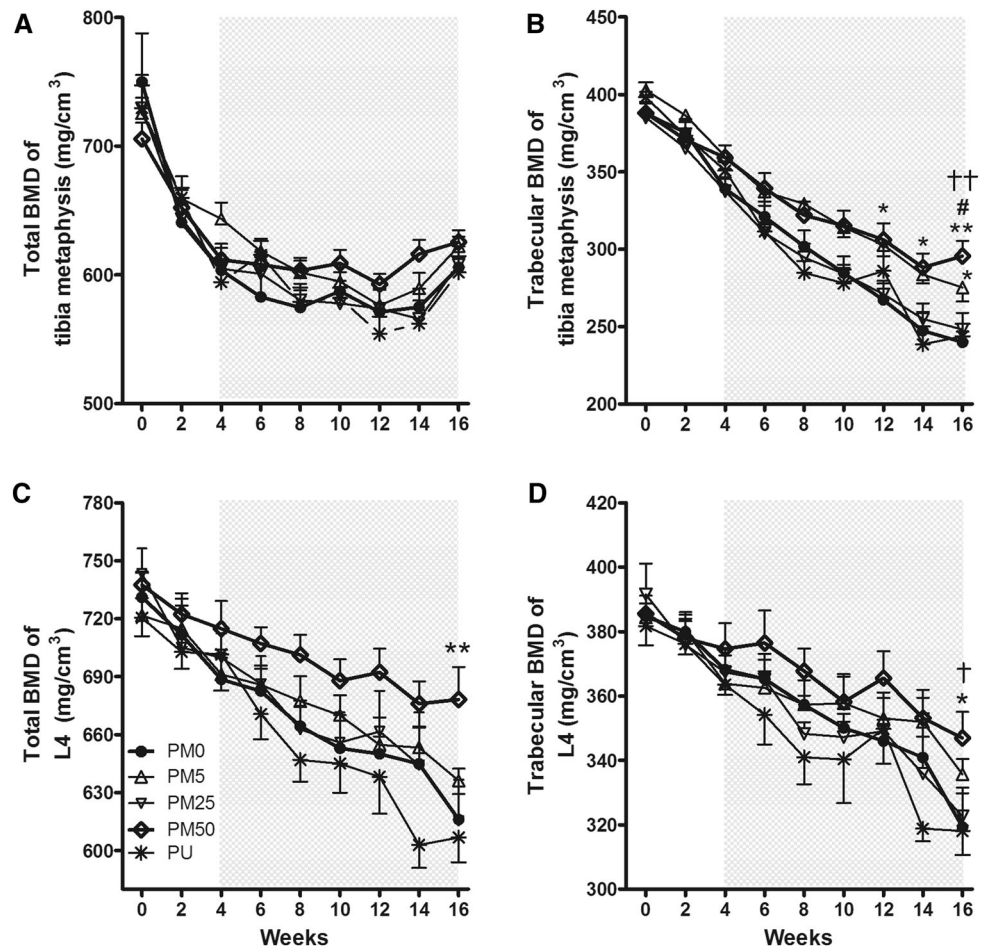 A
Total BMD of
tibia metaphysis (mg/cm³)
800
700
600
500
0 2 4 6 8 10 12 14 16
B
Trabecular BMD of
tibia metaphysis (mg/cm³)
450
400
350
300
250
200
*
*
††
#
**
*
0 2 4 6 8 10 12 14 16
C
Total BMD of
L4 (mg/cm³)
780
750
720
690
660
630
600
**
PM0
PM5
PM25
PM50
PU
0 2 4 6 8 10 12 14 16
Weeks
D
Trabecular BMD of
L4 (mg/cm³)
420
400
380
360
340
320
300
†
*
0 2 4 6 8 10 12 14 16
Weeks